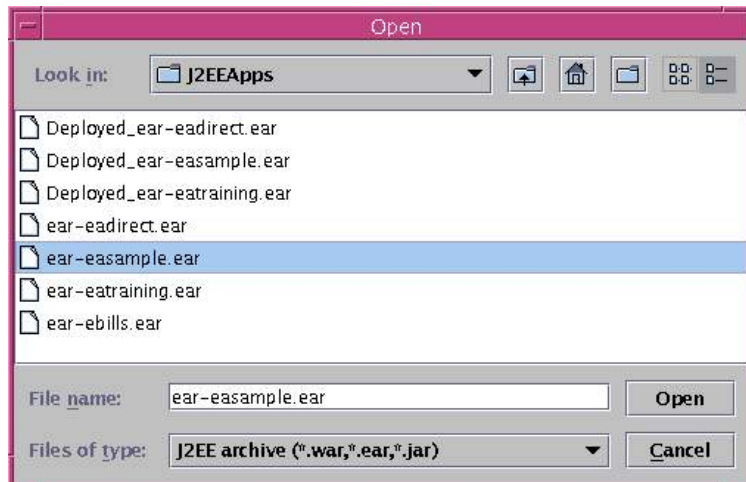 Open
Look in: J2EEApps
Deployed_ear-eadirect.ear
Deployed_ear-easample.ear
Deployed_ear-eatraining.ear
ear-eadirect.ear
ear-easample.ear
ear-eatraining.ear
ear-ebills.ear
File name: ear-easample.ear Open
Files of type: J2EE archive (*.war,*.ear,*.jar) Cancel